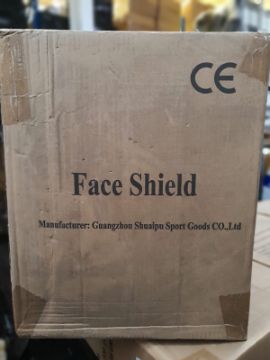 CE
Face Shield
Manufacturer: Guangzhou Shuaipu Sport Goods CO.,Ltd